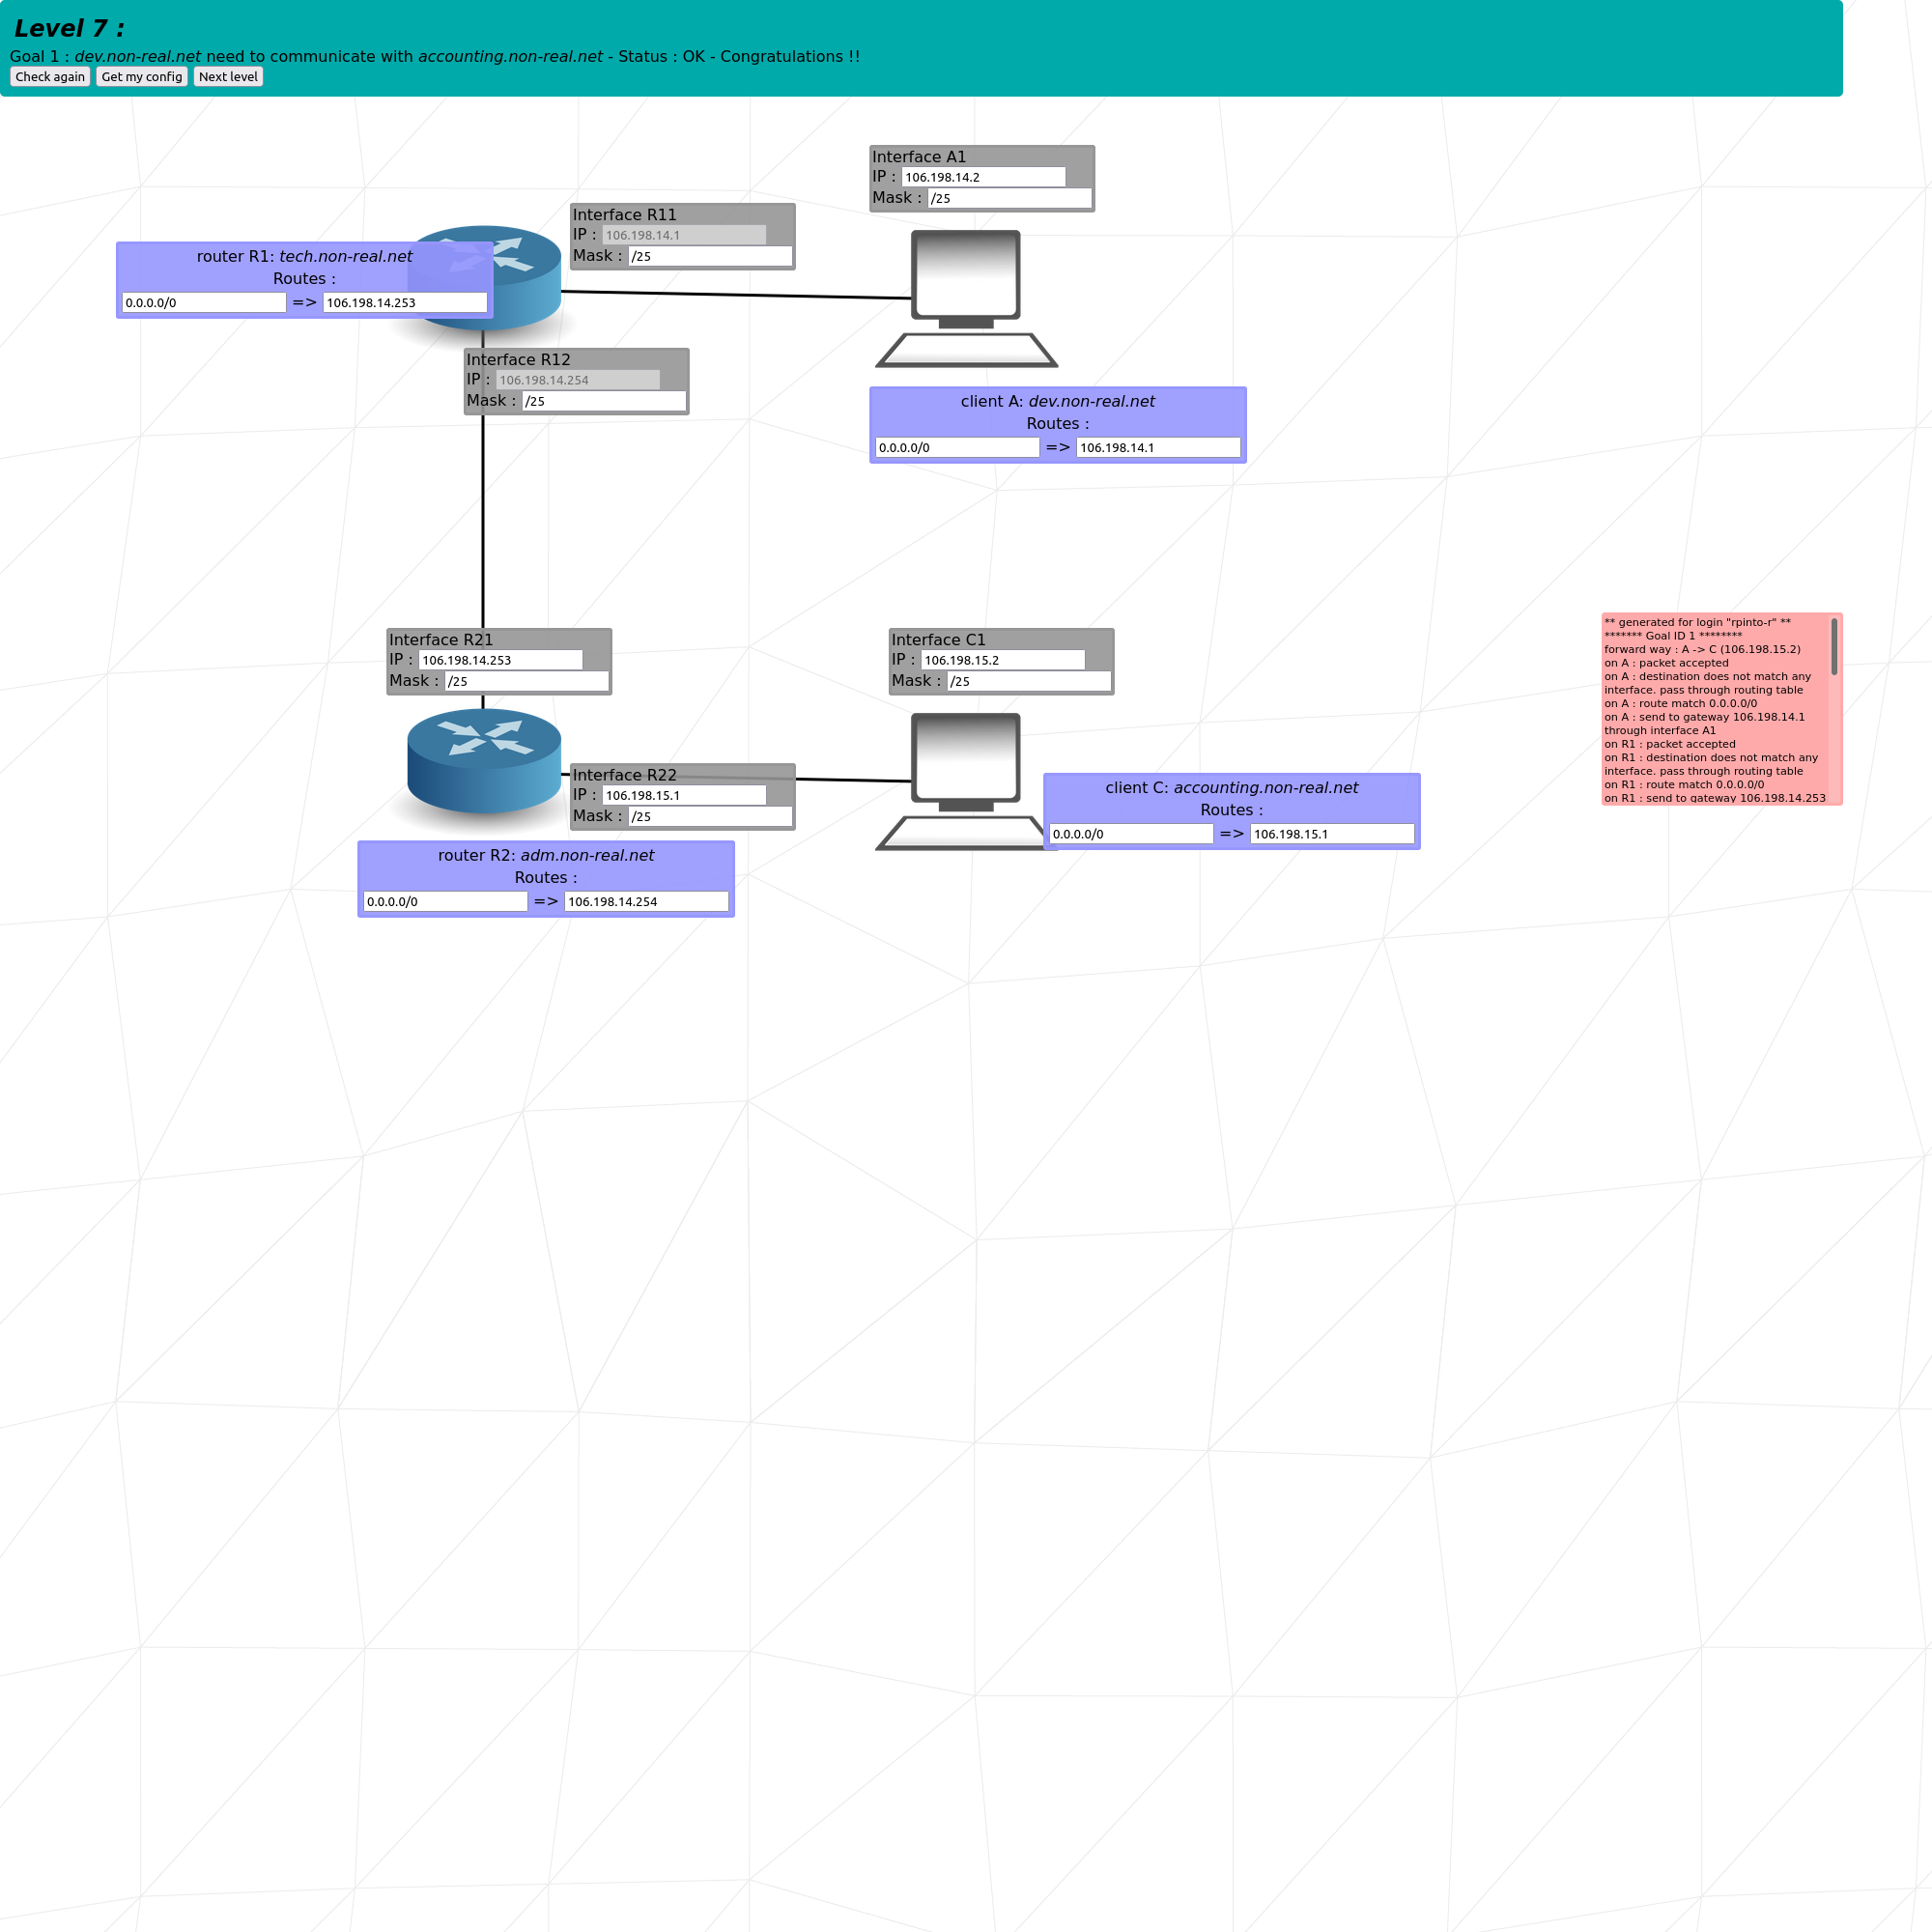 Level 7 :
Goal 1 : dev.non-real.net need to communicate with accounting.non-real.net - Status : OK - Congratulations !!
Check again Get my config Next level
Interface A1
IP : 106.198.14.2
Mask : /25
Interface R11
IP : 106.198.14.1
Mask : /25
router R1: tech.non-real.net
Routes :
0.0.0.0/0 => 106.198.14.253
Interface R12
IP : 106.198.14.254
Mask : /25
client A: dev.non-real.net
Routes :
0.0.0.0/0 => 106.198.14.1
Interface R21
IP : 106.198.14.253
Mask : /25
Interface C1
IP : 106.198.15.2
Mask : /25
** generated for login "rpinto-r" **
******* Goal ID 1 ********
forward way : A -> C (106.198.15.2)
on A : packet accepted
on A : destination does not match any
interface. pass through routing table
on A : route match 0.0.0.0/0
on A : send to gateway 106.198.14.1
through interface A1
on R1 : packet accepted
on R1 : destination does not match any
interface. pass through routing table
on R1 : route match 0.0.0.0/0
on R1 : send to gateway 106.198.14.253
Interface R22
IP : 106.198.15.1
Mask : /25
client C: accounting.non-real.net
Routes :
0.0.0.0/0 => 106.198.15.1
router R2: adm.non-real.net
Routes :
0.0.0.0/0 => 106.198.14.254